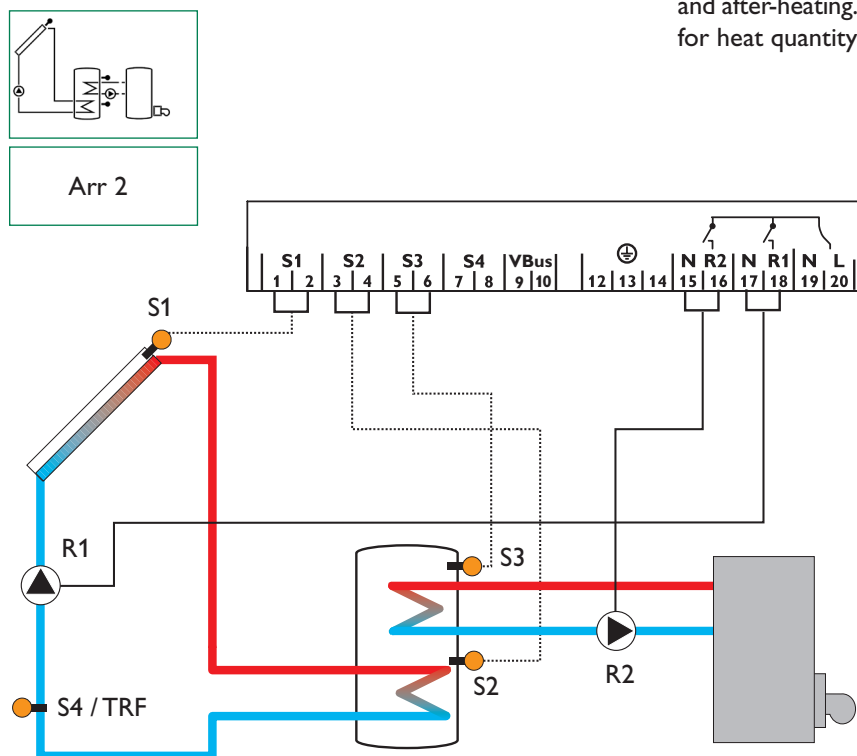 and after-heating.
for heat quantity
Arr 2
S1 S2 S3 S4 VBus N R2 N R1 N L
1 2 3 4 5 6 7 8 9 10 12 13 14 15 16 17 18 19 20
S1
R1
S3
S2
R2
S4 / TRF